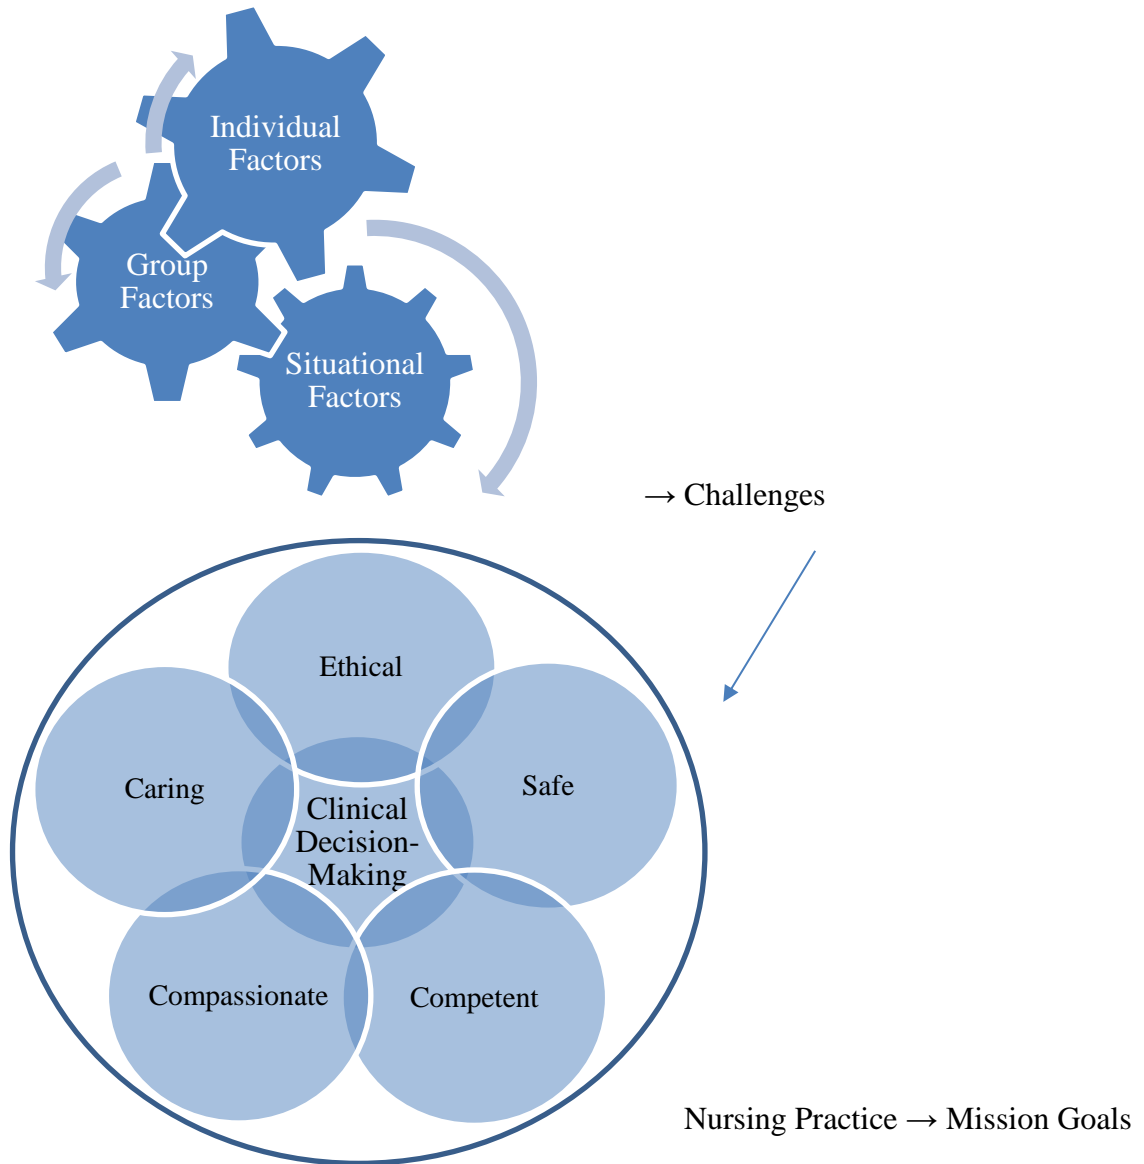 Individual
Factors
Group
Factors
Situational
Factors
→ Challenges
Ethical
Caring
Safe
Clinical
Decision-
Making
Compassionate
Competent
Nursing Practice → Mission Goals